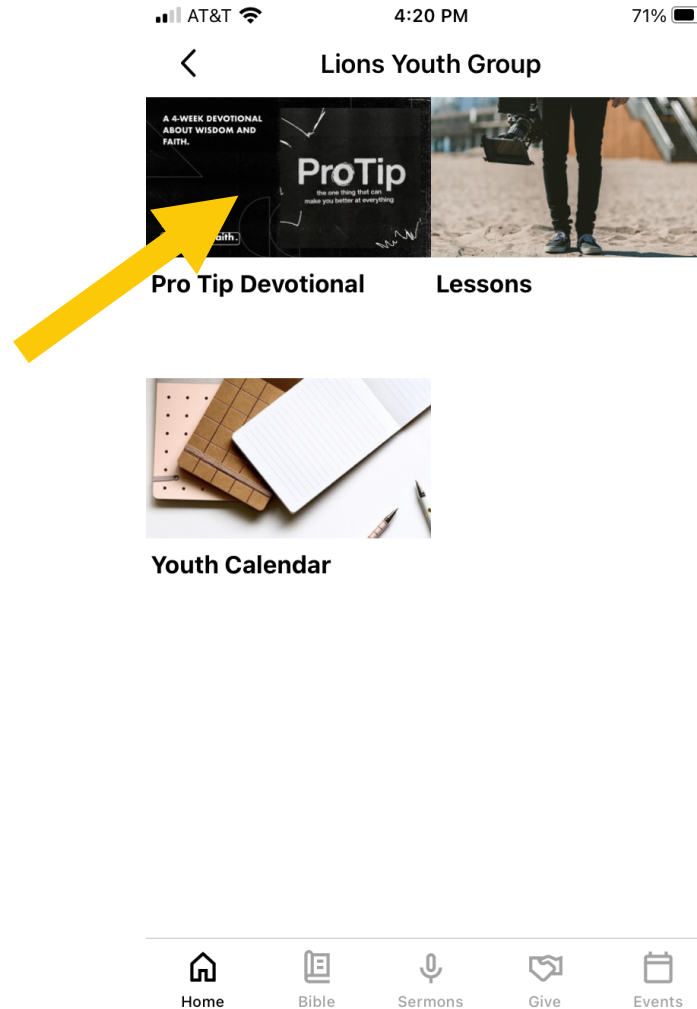 AT&T 4:20 PM 71%
Lions Youth Group
A 4-WEEK DEVOTIONAL
ABOUT WISDOM AND
FAITH.
ProTip
the one thing that can
make you better at everything
aith.
Pro Tip Devotional
Lessons
Youth Calendar
Home Bible Sermons Give Events